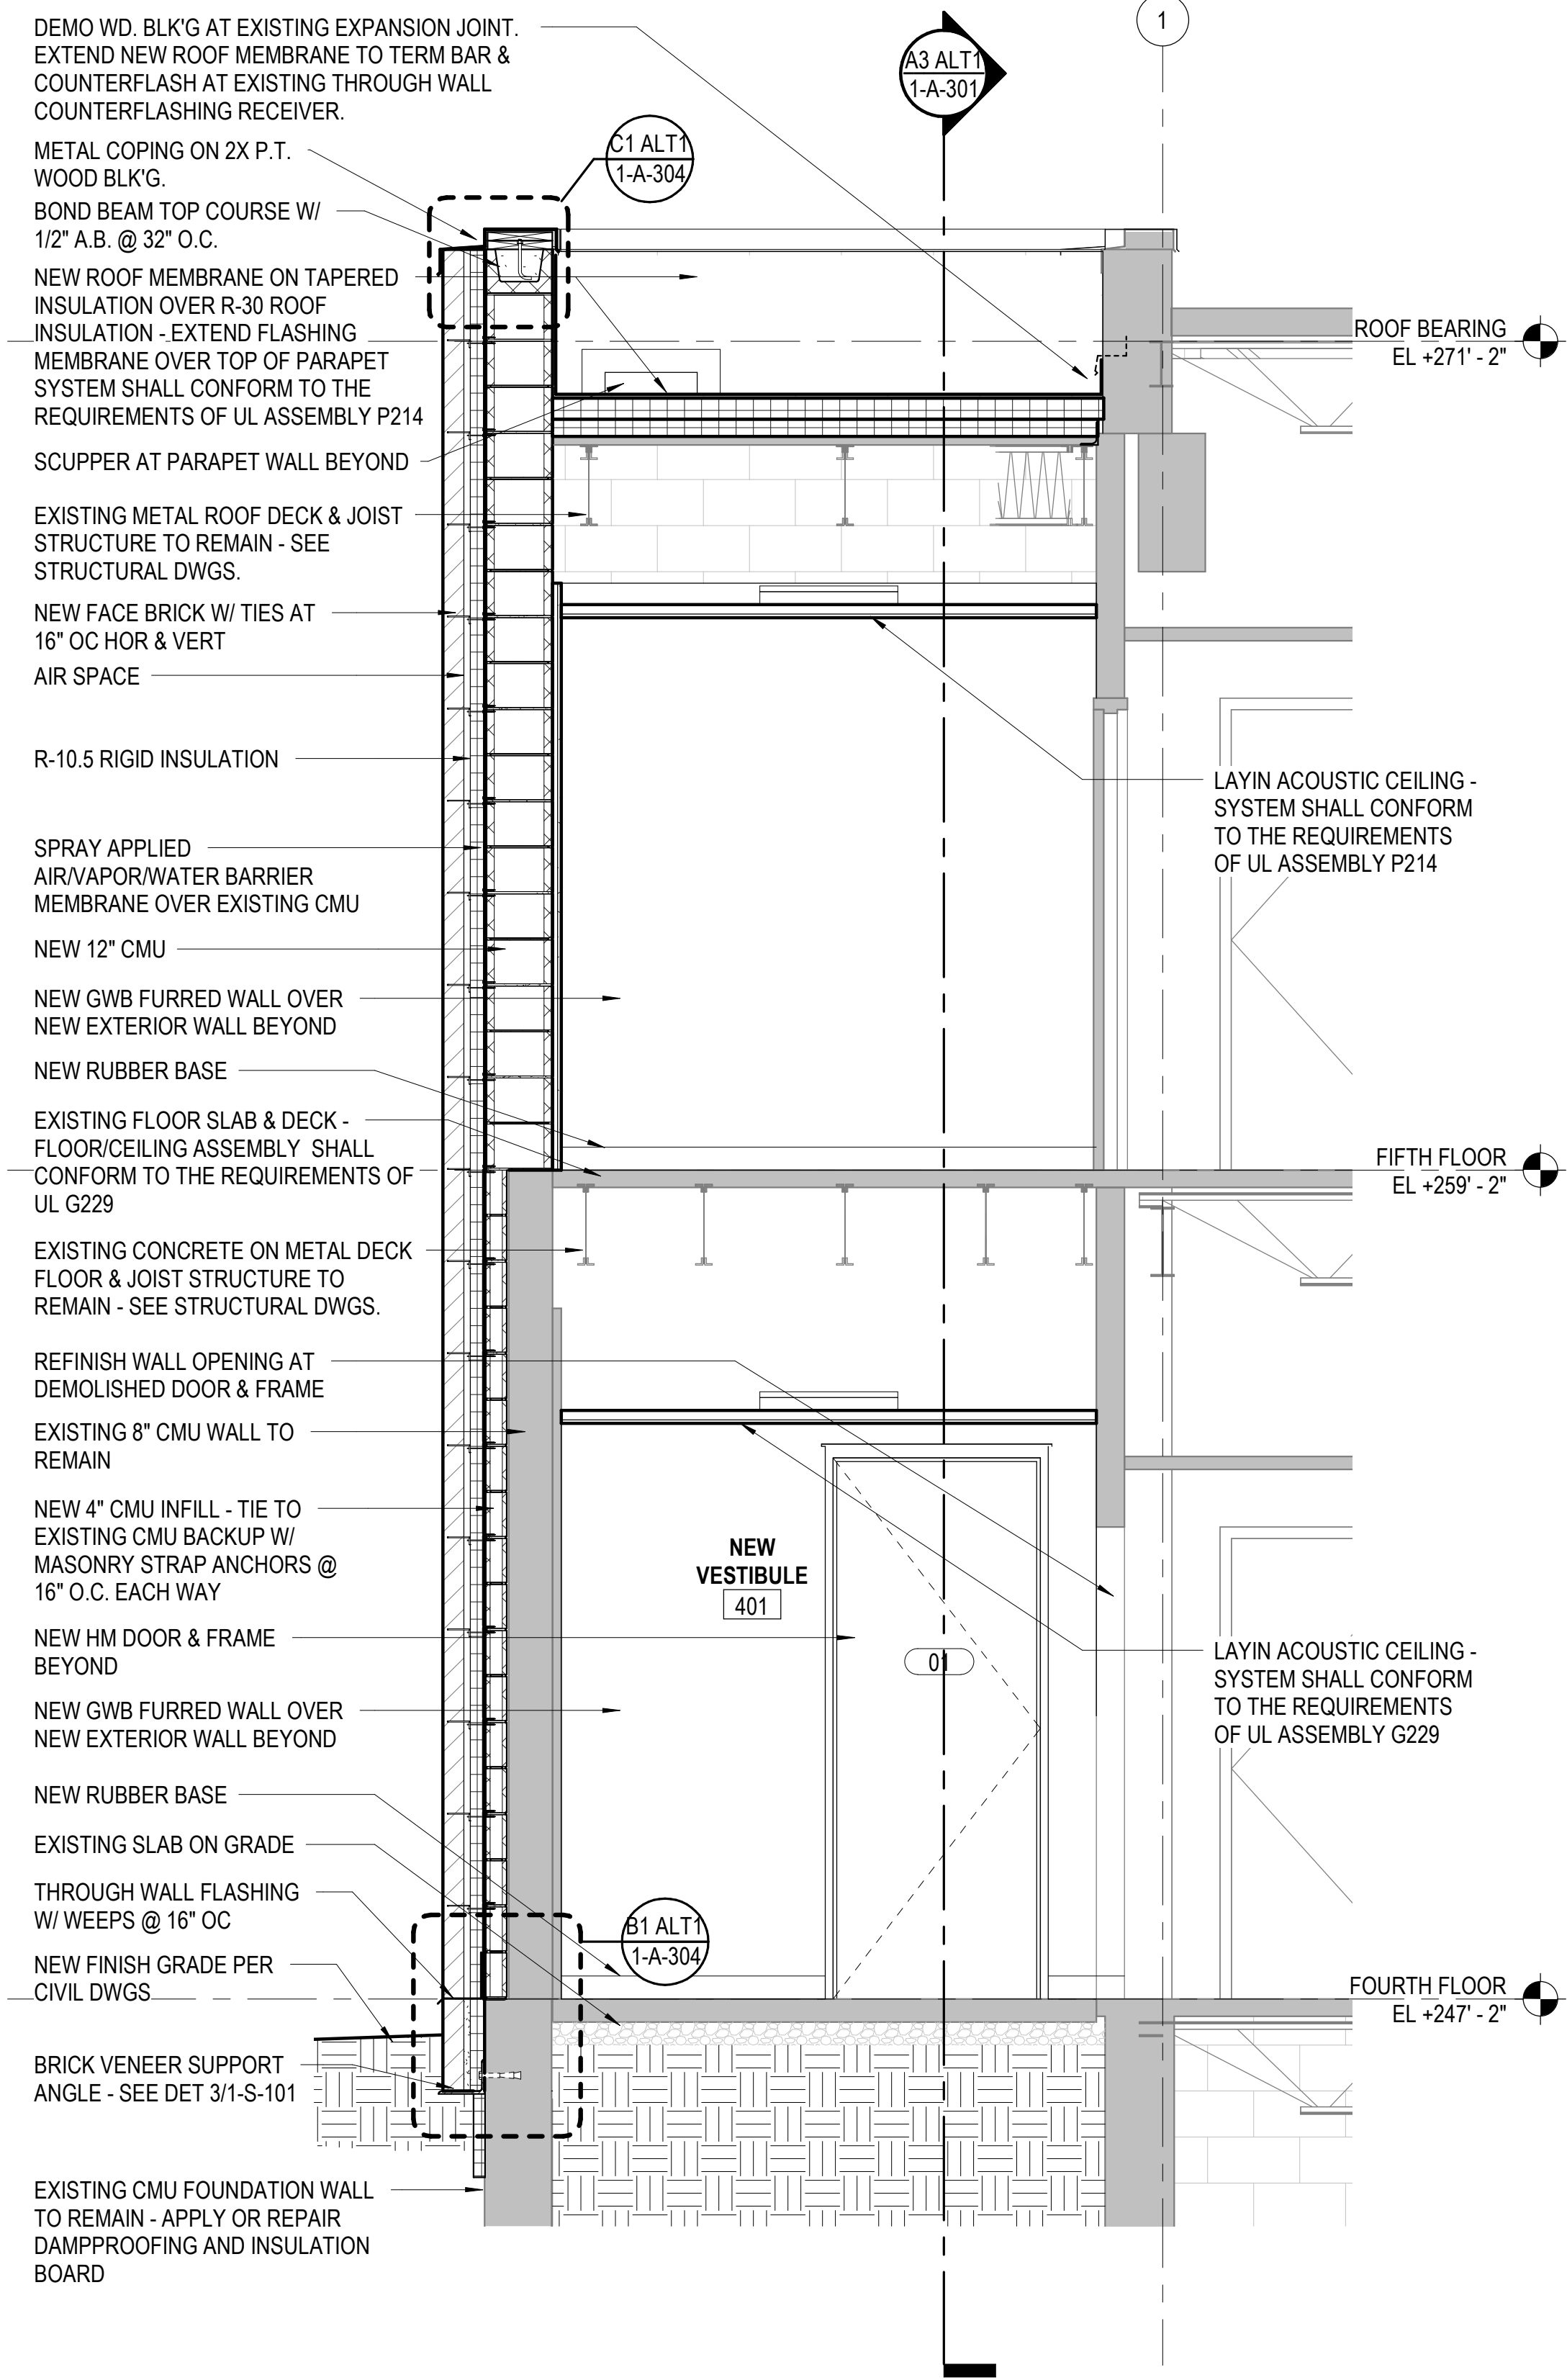 DEMO WD. BLK'G AT EXISTING EXPANSION JOINT.
EXTEND NEW ROOF MEMBRANE TO TERM BAR &
COUNTERFLASH AT EXISTING THROUGH WALL
COUNTERFLASHING RECEIVER.
METAL COPING ON 2X P.T.
WOOD BLK'G.
BOND BEAM TOP COURSE W/
1/2" A.B. @ 32" O.C.
NEW ROOF MEMBRANE ON TAPERED
INSULATION OVER R-30 ROOF
INSULATION - EXTEND FLASHING
MEMBRANE OVER TOP OF PARAPET
SYSTEM SHALL CONFORM TO THE
REQUIREMENTS OF UL ASSEMBLY P214
SCUPPER AT PARAPET WALL BEYOND
EXISTING METAL ROOF DECK & JOIST
STRUCTURE TO REMAIN - SEE
STRUCTURAL DWGS.
NEW FACE BRICK W/ TIES AT
16" OC HOR & VERT
AIR SPACE
R-10.5 RIGID INSULATION
SPRAY APPLIED
AIR/VAPOR/WATER BARRIER
MEMBRANE OVER EXISTING CMU
NEW 12" CMU
NEW GWB FURRED WALL OVER
NEW EXTERIOR WALL BEYOND
NEW RUBBER BASE
EXISTING FLOOR SLAB & DECK -
FLOOR/CEILING ASSEMBLY SHALL
CONFORM TO THE REQUIREMENTS OF
UL G229
EXISTING CONCRETE ON METAL DECK
FLOOR & JOIST STRUCTURE TO
REMAIN - SEE STRUCTURAL DWGS.
REFINISH WALL OPENING AT
DEMOLISHED DOOR & FRAME
EXISTING 8" CMU WALL TO
REMAIN
NEW 4" CMU INFILL - TIE TO
EXISTING CMU BACKUP W/
MASONRY STRAP ANCHORS @
16" O.C. EACH WAY
NEW HM DOOR & FRAME
BEYOND
NEW GWB FURRED WALL OVER
NEW EXTERIOR WALL BEYOND
NEW RUBBER BASE
EXISTING SLAB ON GRADE
THROUGH WALL FLASHING
W/ WEEPS @ 16" OC
NEW FINISH GRADE PER
CIVIL DWGS
BRICK VENEER SUPPORT
ANGLE - SEE DET 3/1-S-101
EXISTING CMU FOUNDATION WALL
TO REMAIN - APPLY OR REPAIR
DAMPPROOFING AND INSULATION
BOARD
C1 ALT1
1-A-304
A3 ALT1
1-A-301
1
NEW
VESTIBULE
401
01
B1 ALT1
1-A-304
ROOF BEARING
EL +271' - 2"
LAYIN ACOUSTIC CEILING -
SYSTEM SHALL CONFORM
TO THE REQUIREMENTS
OF UL ASSEMBLY P214
FIFTH FLOOR
EL +259' - 2"
LAYIN ACOUSTIC CEILING -
SYSTEM SHALL CONFORM
TO THE REQUIREMENTS
OF UL ASSEMBLY G229
FOURTH FLOOR
EL +247' - 2"